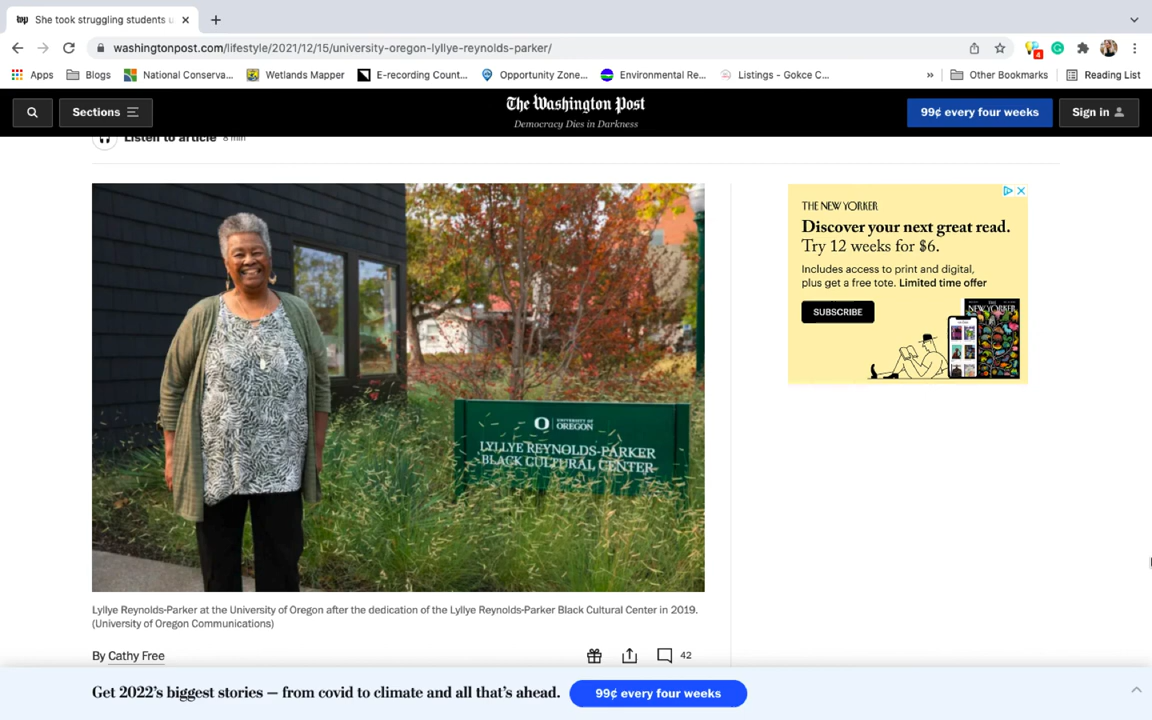 She took struggling students u
washingtonpost.com/lifestyle/2021/12/15/university-oregon-lyllye-reynolds-parker/
4
Apps
Blogs
National Conserva...
Wetlands Mapper
E-recording Count...
Opportunity Zone...
Environmental Re...
Listings - Gokce C...
»
Other Bookmarks
Reading List
Sections
The Washington Post
Democracy Dies in Darkness
99¢ every four weeks
Sign in
Listen to article 8 min
UNIVERSITY OF
OREGON
LYLLYE REYNOLDS-PARKER
BLACK CULTURAL CENTER
THE NEW YORKER
Discover your next great read.
Try 12 weeks for $6.
Includes access to print and digital,
plus get a free tote. Limited time offer
SUBSCRIBE
THE
NEW YORKER
Lyllye Reynolds-Parker at the University of Oregon after the dedication of the Lyllye Reynolds-Parker Black Cultural Center in 2019.
(University of Oregon Communications)
By Cathy Free
42
Get 2022's biggest stories — from covid to climate and all that's ahead.
99¢ every four weeks